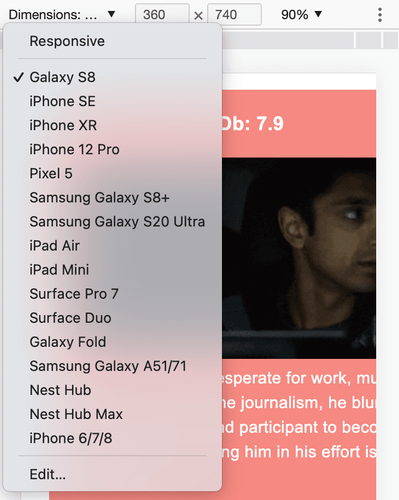 Dimensions: ... ▼ 360 × 740 90% ▼
Responsive
✓ Galaxy S8
iPhone SE
iPhone XR
iPhone 12 Pro
Pixel 5
Samsung Galaxy S8+
Samsung Galaxy S20 Ultra
iPad Air
iPad Mini
Surface Pro 7
Surface Duo
Galaxy Fold
Samsung Galaxy A51/71
Nest Hub
Nest Hub Max
iPhone 6/7/8
Edit...
Db: 7.9
esperate for work, mu
ne journalism, he blur
nd participant to beco
ng him in his effort is